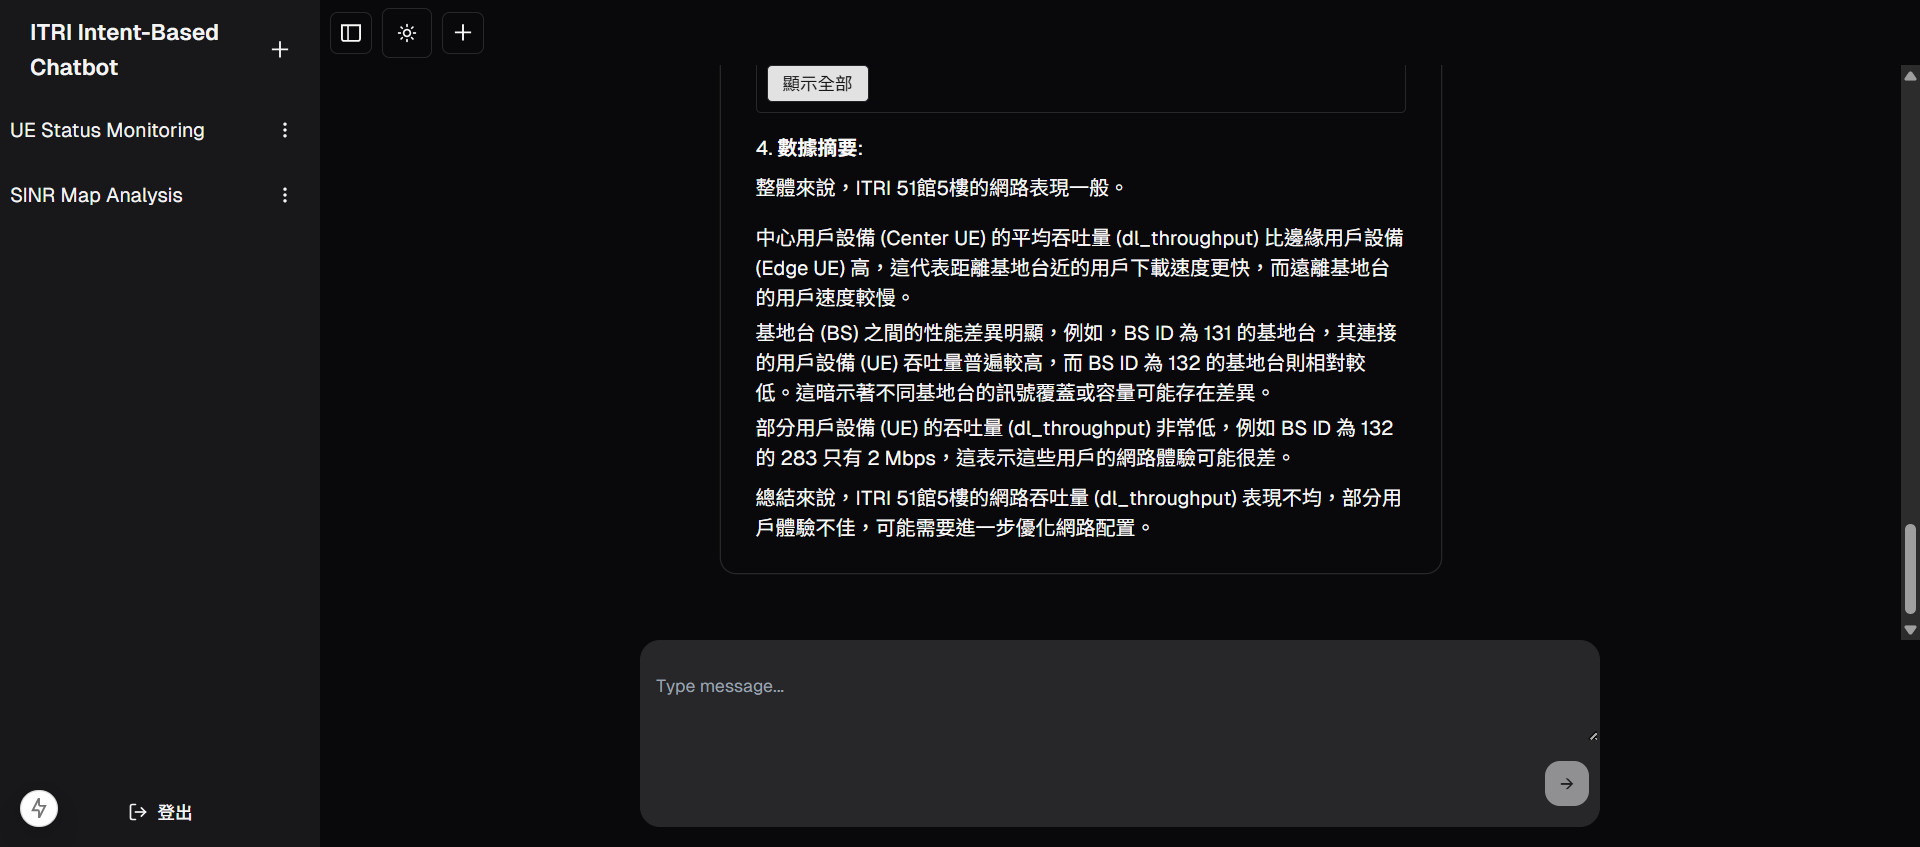 ITRI Intent-Based
Chatbot
UE Status Monitoring
SINR Map Analysis
登出
顯示全部
4. 數據摘要:
整體來說，ITRI 51館5樓的網路表現一般。
中心用戶設備 (Center UE) 的平均吞吐量 (dl_throughput) 比邊緣用戶設備
(Edge UE) 高，這代表距離基地台近的用戶下載速度更快，而遠離基地台
的用戶速度較慢。
基地台 (BS) 之間的性能差異明顯，例如，BS ID 為 131 的基地台，其連接
的用戶設備 (UE) 吞吐量普遍較高，而 BS ID 為 132 的基地台則相對較
低。這暗示著不同基地台的訊號覆蓋或容量可能存在差異。
部分用戶設備 (UE) 的吞吐量 (dl_throughput) 非常低，例如 BS ID 為 132
的 283 只有 2 Mbps，這表示這些用戶的網路體驗可能很差。
總結來說，ITRI 51館5樓的網路吞吐量 (dl_throughput) 表現不均，部分用
戶體驗不佳，可能需要進一步優化網路配置。
Type message...